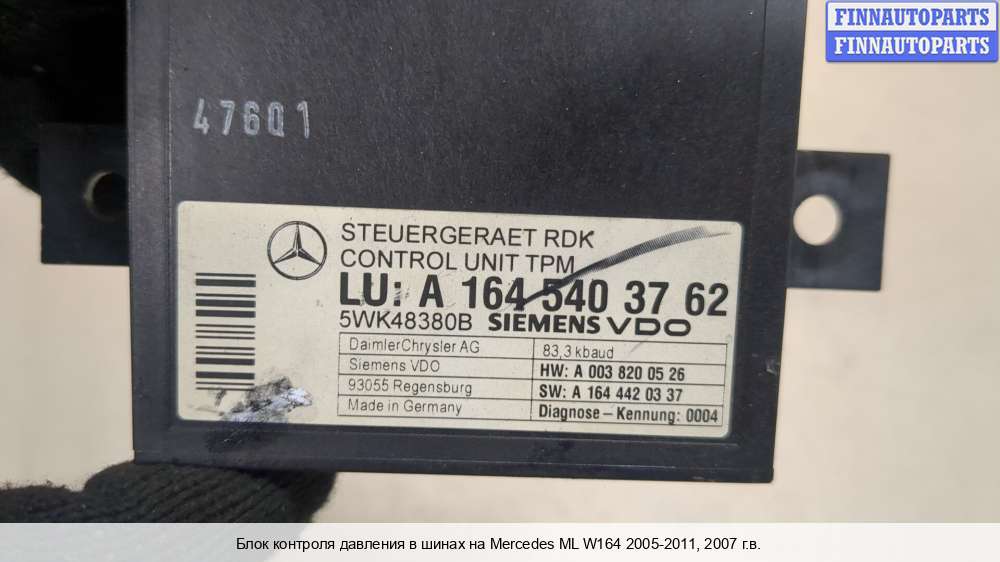 FINNAUTOPARTS
FINNAUTOPARTS
47601
STEUERGERAET RDK
CONTROL UNIT TPM
LU: A 164 540 37 62
5WK48380B SIEMENS VDO
DaimlerChrysler AG
Siemens VDO
93055 Regensburg
Made in Germany
83,3 kbaud
HW: A 003 820 05 26
SW: A 164 442 03 37
Diagnose – Kennung: 0004
Блок контроля давления в шинах на Mercedes ML W164 2005-2011, 2007 г.в.